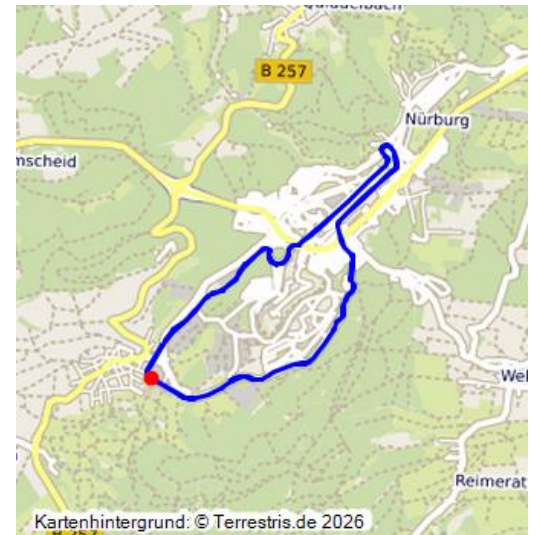 B 257
Nürburg
mscheid
Wel
Reimerat
Kartenhintergrund: © Terrestris.de 2026